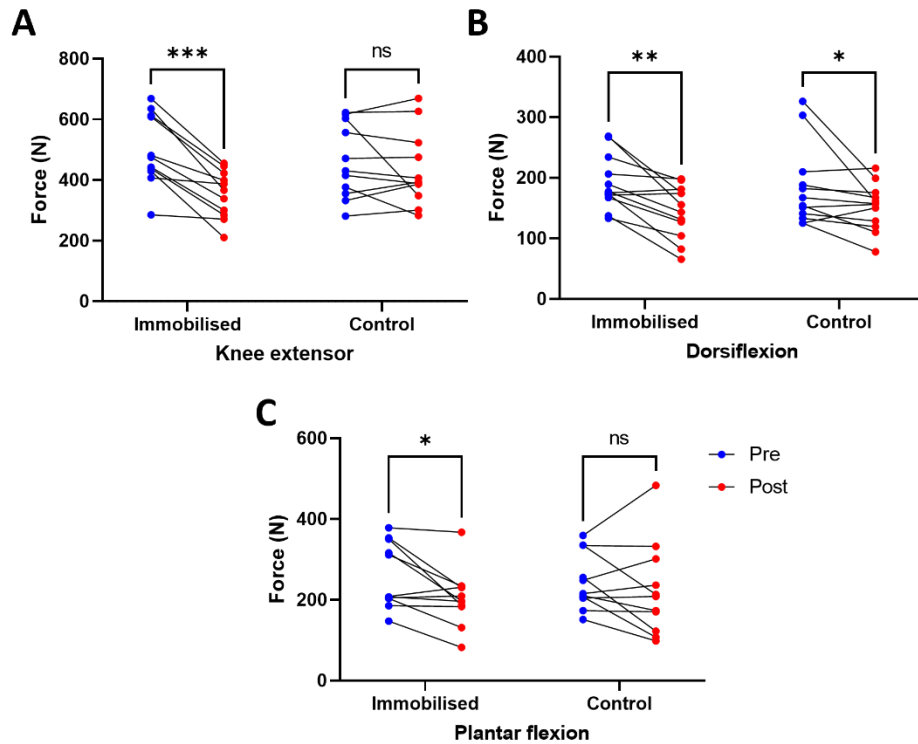 A
***
ns
800
600
400
200
0
Force (N)
Immobilised
Control
Knee extensor
B
**
*
400
300
200
100
0
Force (N)
Immobilised
Control
Dorsiflexion
C
*
ns
600
400
200
0
Force (N)
Immobilised
Control
Plantar flexion
Pre
Post